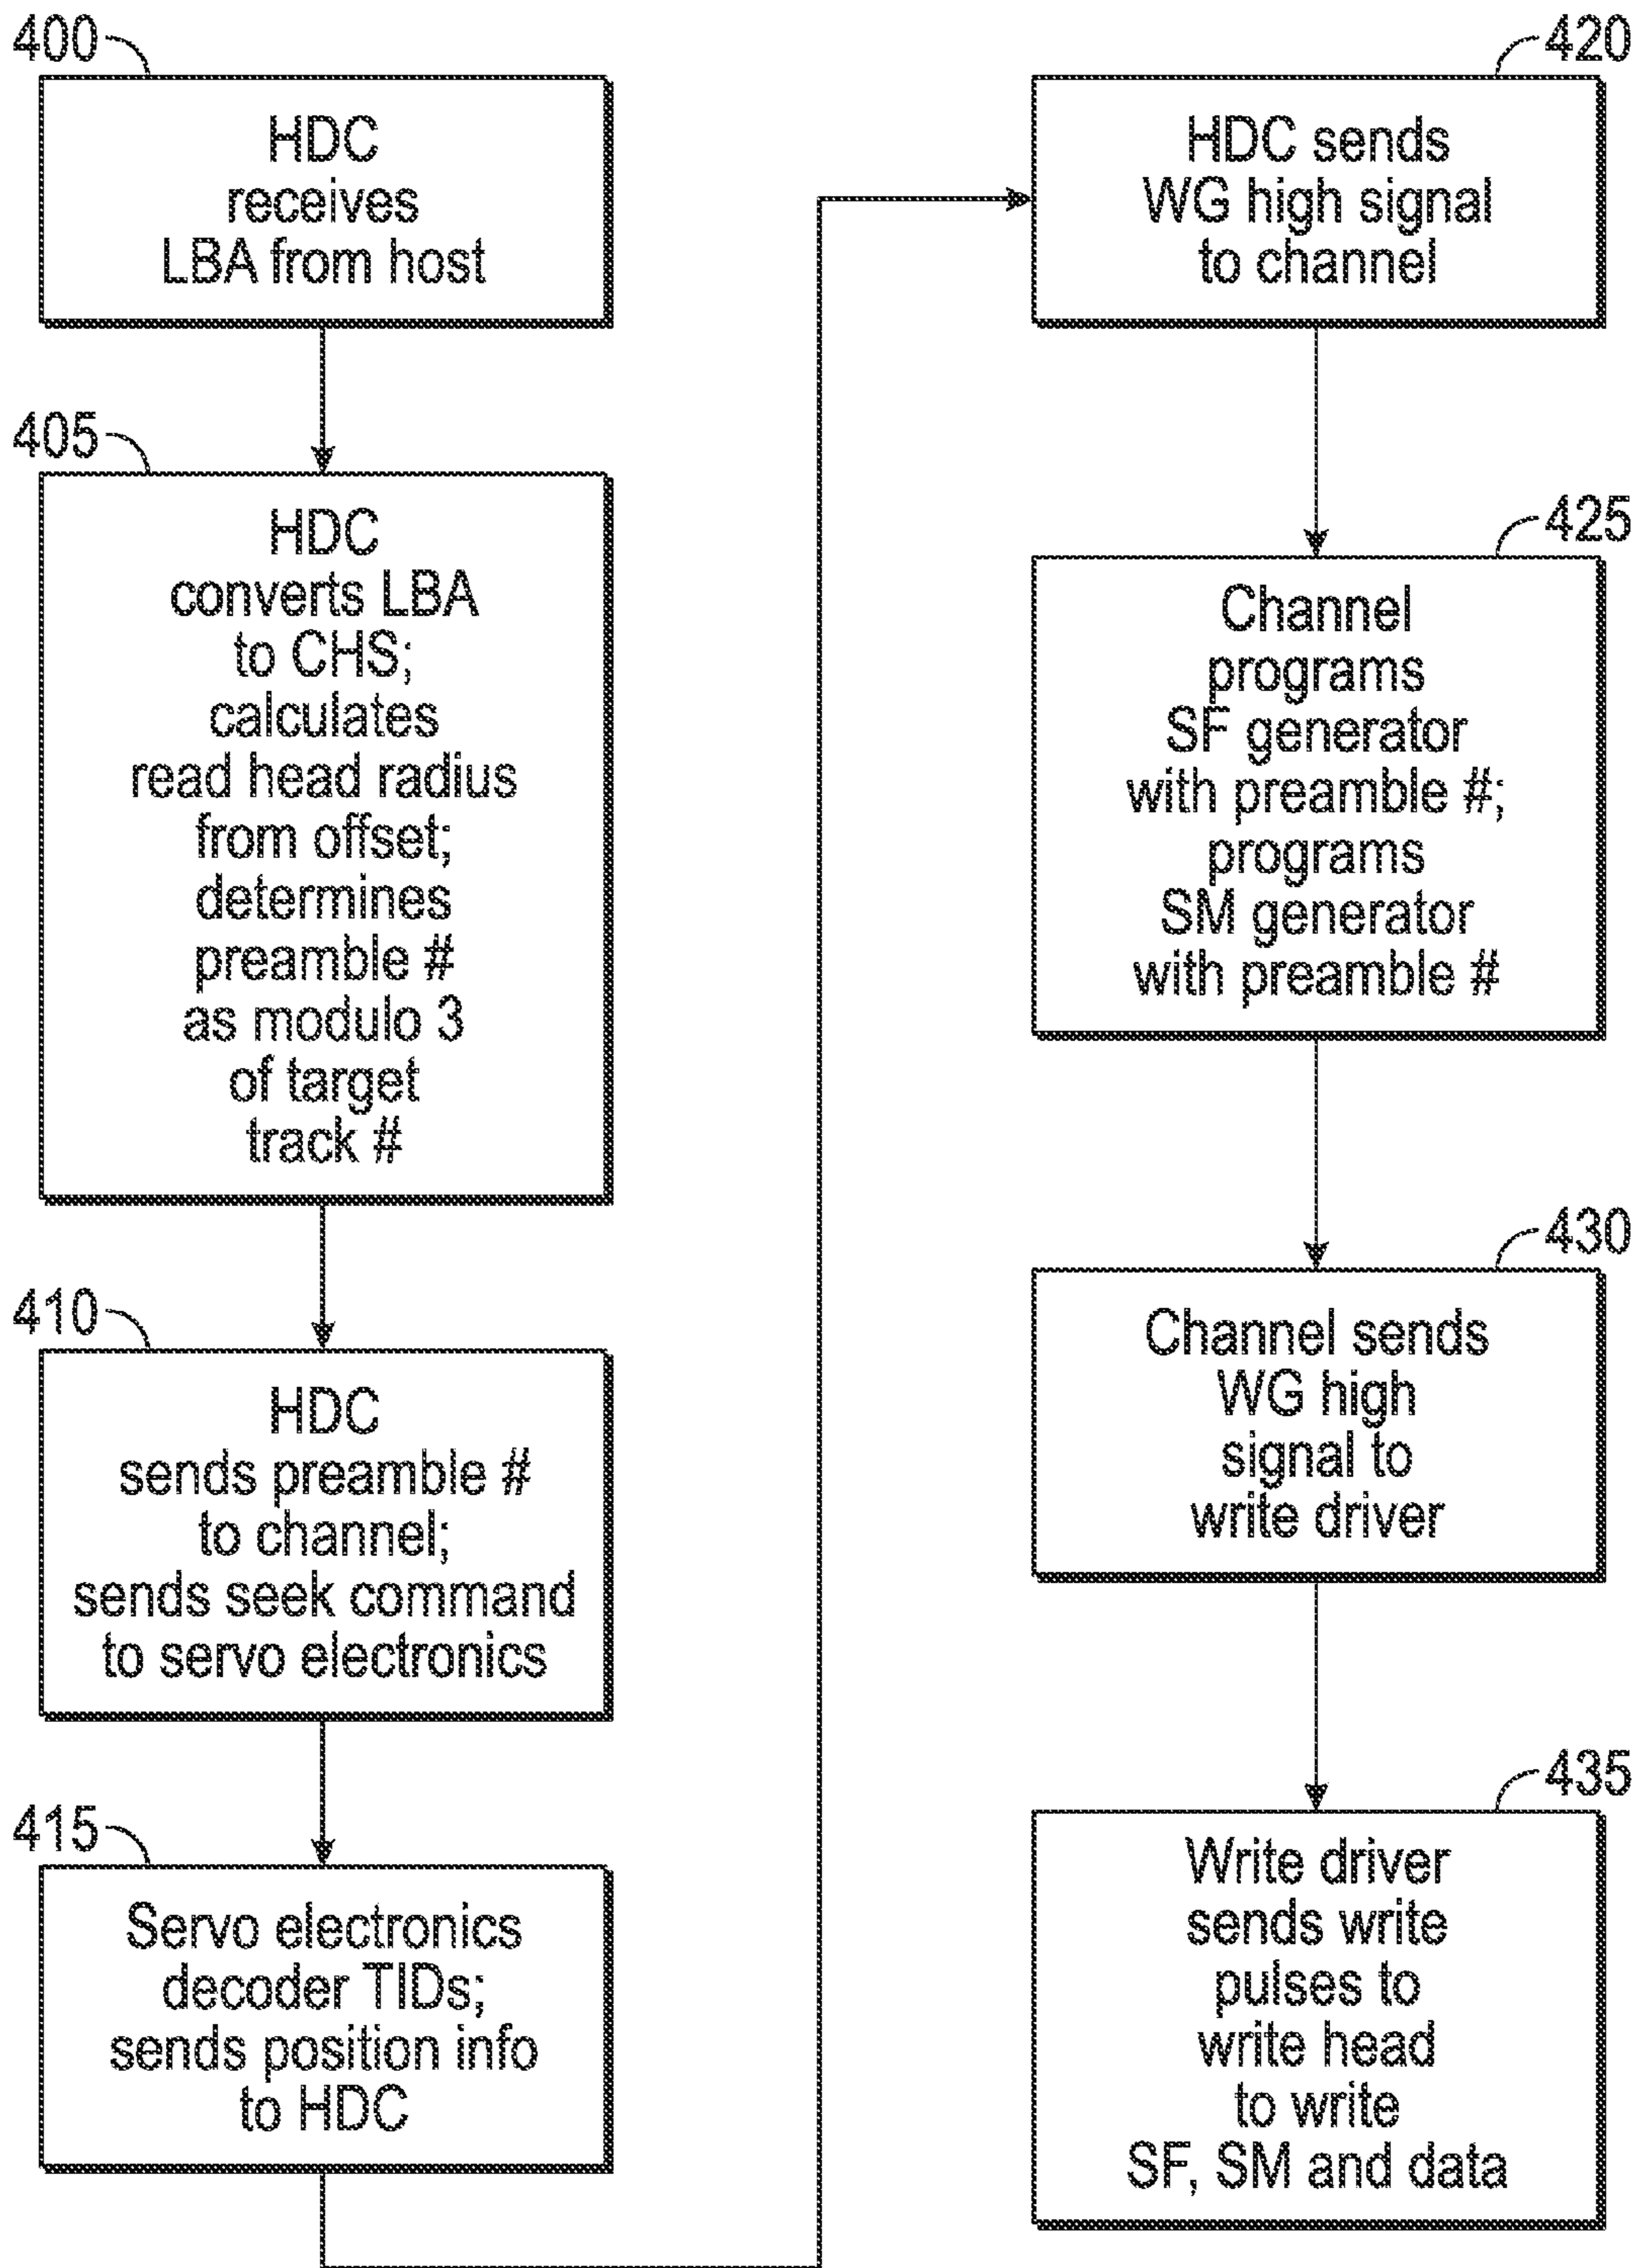 400
HDC
receives
LBA from host
405
HDC
converts LBA
to CHS;
calculates
read head radius
from offset;
determines
preamble #
as modulo 3
of target
track #
410
HDC
sends preamble #
to channel;
sends seek command
to servo electronics
415
Servo electronics
decoder TIDs;
sends position info
to HDC
420
HDC sends
WG high signal
to channel
425
Channel
programs
SF generator
with preamble #;
programs
SM generator
with preamble #
430
Channel sends
WG high
signal to
write driver
435
Write driver
sends write
pulses to
write head
to write
SF, SM and data